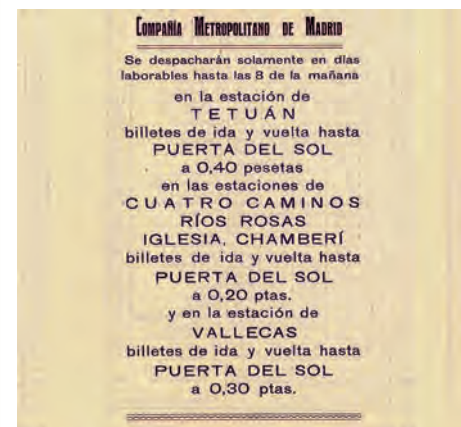 COMPAÑIA METROPOLITANO DE MADRID
Se despacharán solamente en días
laborables hasta las 8 de la mañana
en la estación de
TETUÁN
billetes de ida y vuelta hasta
PUERTA DEL SOL
a 0,40 pesetas
en las estaciones de
CUATRO CAMINOS
RÍOS ROSAS
IGLESIA, CHAMBERÍ
billetes de ida y vuelta hasta
PUERTA DEL SOL
a 0,20 ptas.
y en la estación de
VALLECAS
billetes de ida y vuelta hasta
PUERTA DEL SOL
a 0,30 ptas.